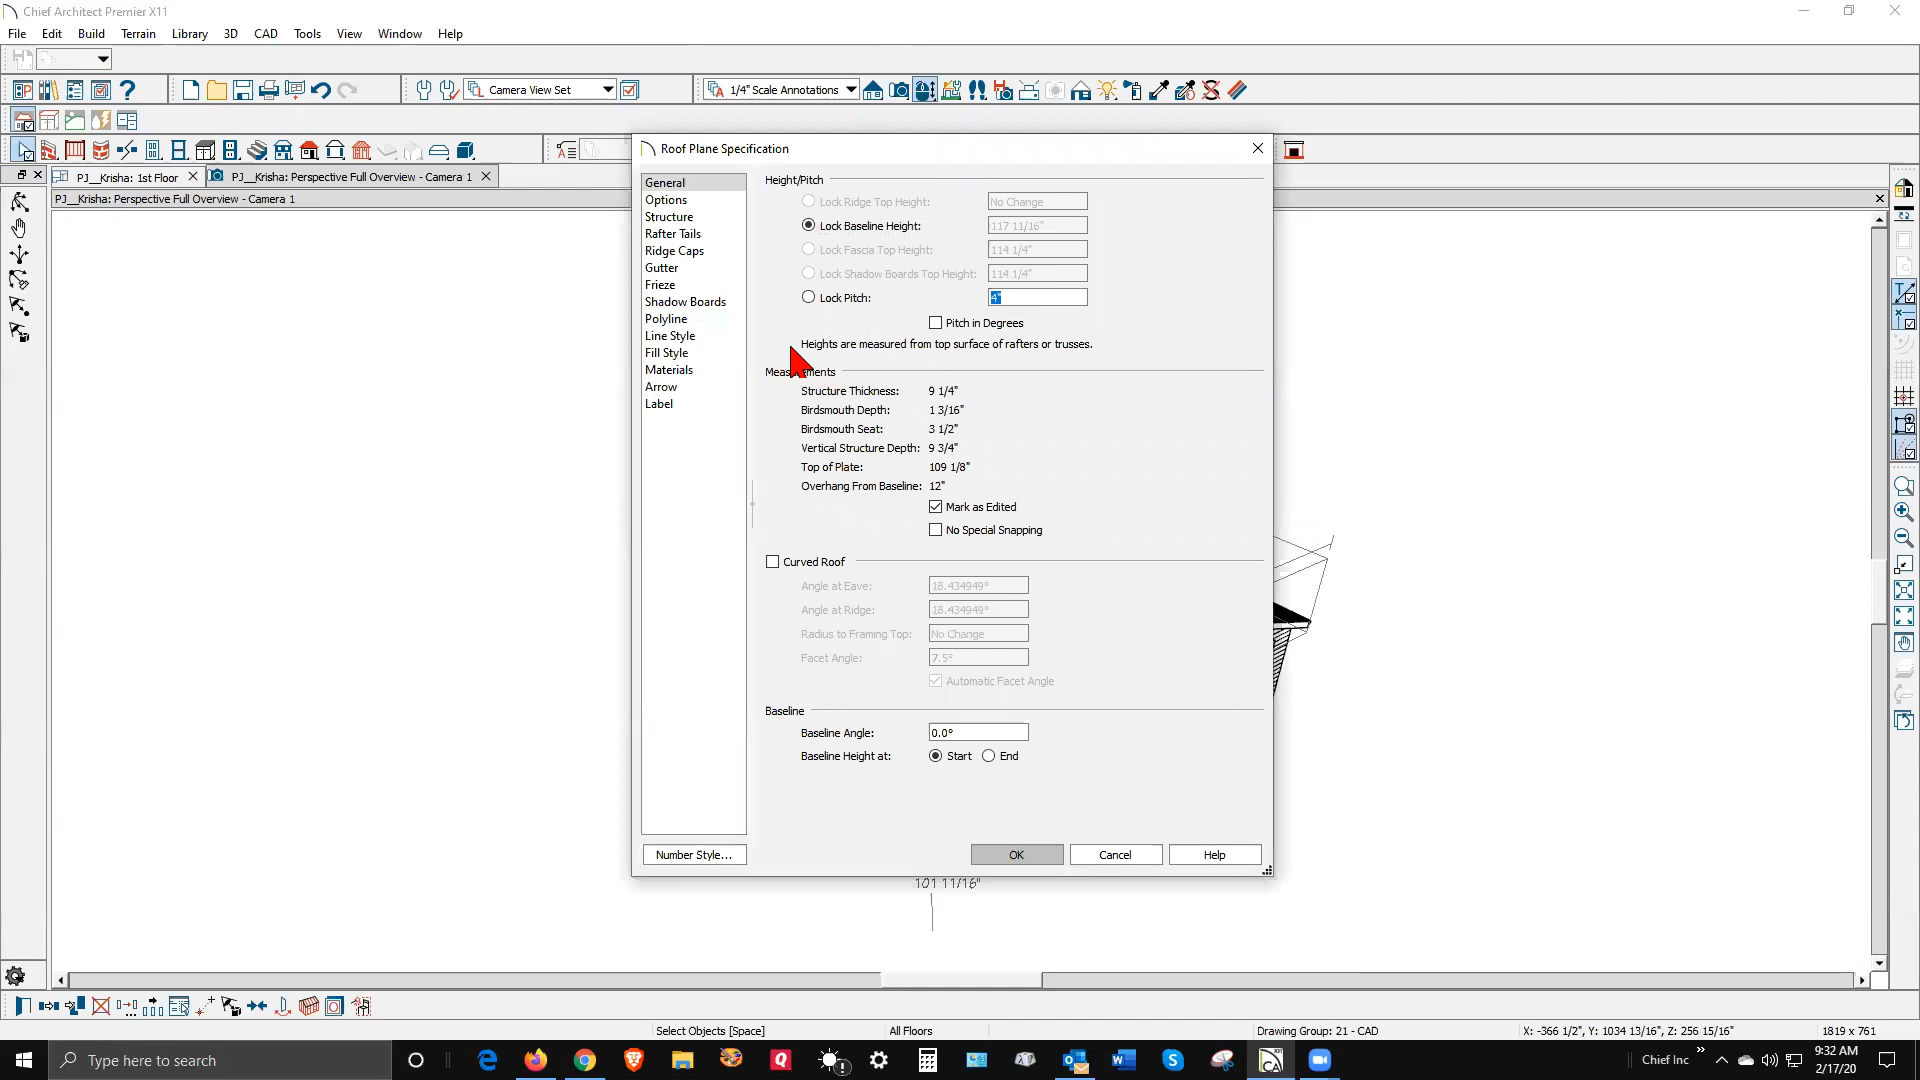 Chief Architect Premier X11
File Edit Build Terrain Library 3D CAD Tools View Window Help
Camera View Set
1/4" Scale Annotations
PJ__Krisha: 1st Floor
PJ__Krisha: Perspective Full Overview - Camera 1
PJ__Krisha: Perspective Full Overview - Camera 1
Roof Plane Specification
General
Options
Structure
Rafter Tails
Ridge Caps
Gutter
Frieze
Shadow Boards
Polyline
Line Style
Fill Style
Materials
Arrow
Label
Height/Pitch
Lock Ridge Top Height: No Change
Lock Baseline Height: 117 11/16"
Lock Fascia Top Height: 114 1/4"
Lock Shadow Boards Top Height: 114 1/4"
Lock Pitch: 4"
Pitch in Degrees
Heights are measured from top surface of rafters or trusses.
Structure Thickness: 9 1/4"
Birdsmouth Depth: 1 3/16"
Birdsmouth Seat: 3 1/2"
Vertical Structure Depth: 9 3/4"
Top of Plate: 109 1/8"
Overhang From Baseline: 12"
Mark as Edited
No Special Snapping
Curved Roof
Angle at Eave: 18.434949°
Angle at Ridge: 18.434949°
Radius to Framing Top: No Change
Facet Angle: 7.5°
Automatic Facet Angle
Baseline
Baseline Angle: 0.0°
Baseline Height at: Start End
Number Style... OK Cancel Help
101 11/16"
Select Objects [Space] All Floors Drawing Group: 21 - CAD X: -366 1/2", Y: 1034 13/16", Z: 256 15/16" 1819 x 761
Type here to search
Chief Inc
9:32 AM
2/17/20